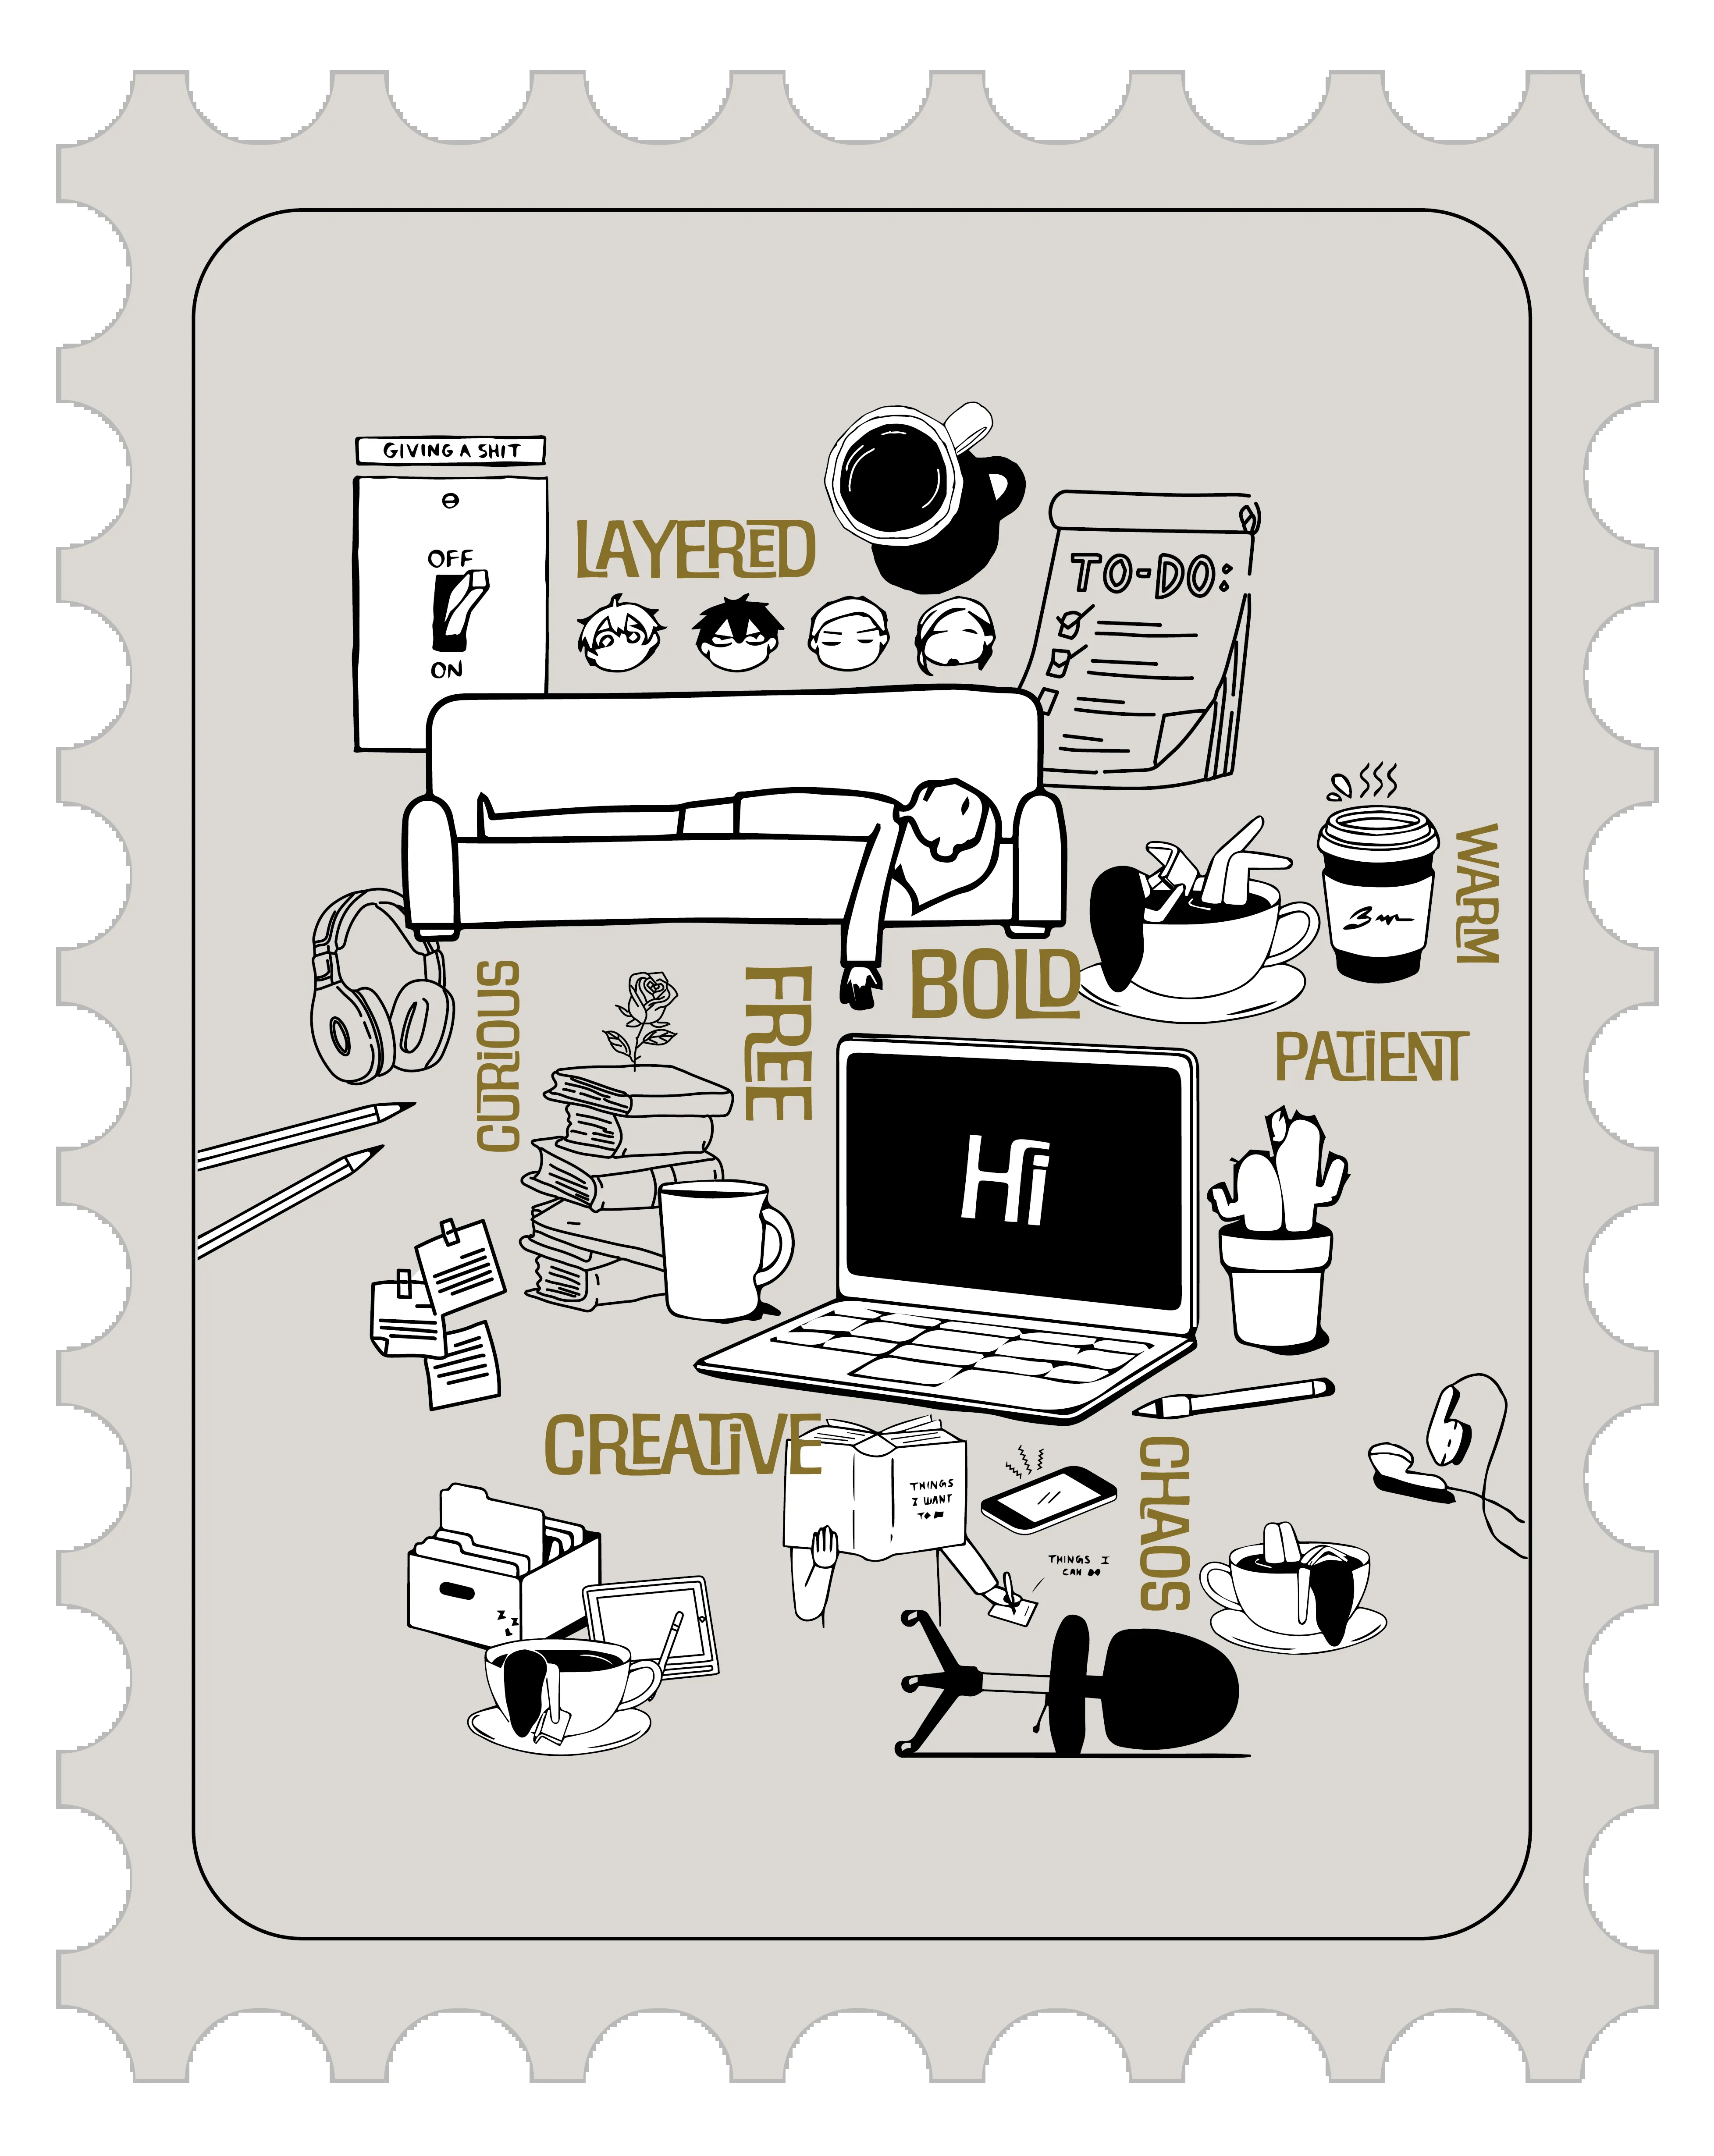 GIVING A SHIT
OFF
ON
LAYERED
TO-DO:
WARM
BOLD
CURIOUS
FREE
PATIENT
Hi
CREATIVE
THINGS
I WANT
TO
THINGS I
CAN DO
CHAOS
z
z